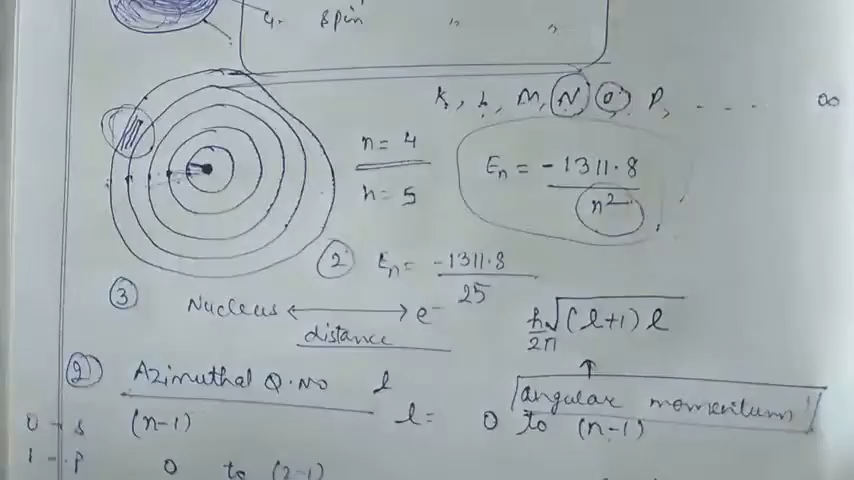 4. Spin " "
K, L, M, N, O, P, - - - - ∞
n = 4
n = 5
En = -1311.8 / n²
② En = -1311.8 / 25
③ Nucleus ⟷ e⁻
distance
h/2π √(l+1) l
↑
angular momentum
② Azimuthal Q. No l
(n-1) l = 0 to (n-1)
0 - s
1 - p 0 to (2-1)